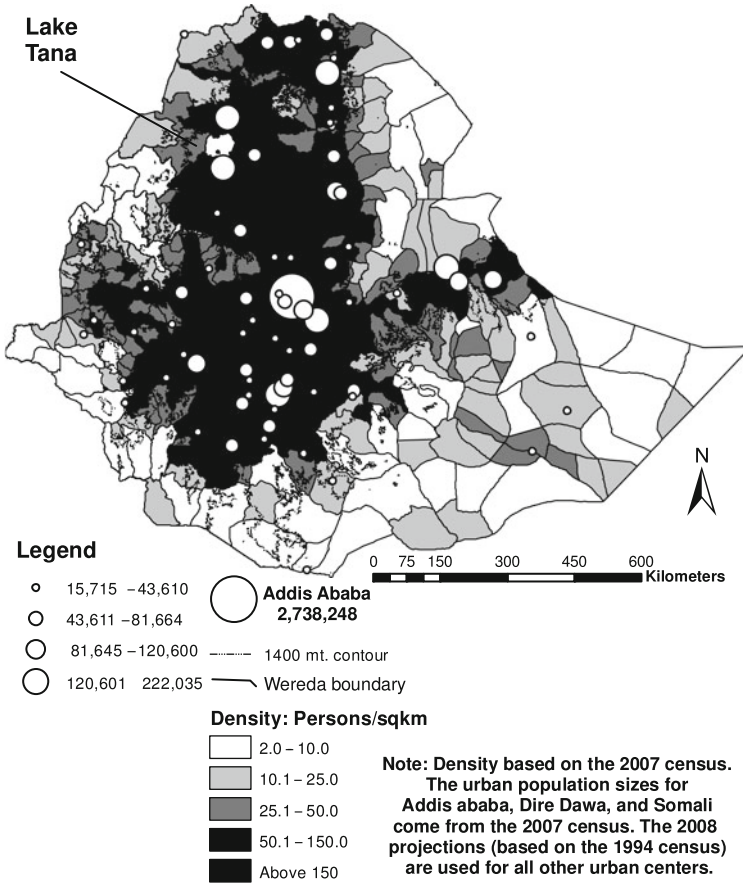 Lake
Tana
N
0 75 150 300 450 600
Kilometers
Legend
15,715 – 43,610
43,611 – 81,664
81,645 – 120,600
120,601 222,035
Addis Ababa
2,738,248
1400 mt. contour
Wereda boundary
Density: Persons/sqkm
2.0 – 10.0
10.1 – 25.0
25.1 – 50.0
50.1 – 150.0
Above 150
Note: Density based on the 2007 census.
The urban population sizes for
Addis ababa, Dire Dawa, and Somali
come from the 2007 census. The 2008
projections (based on the 1994 census)
are used for all other urban centers.